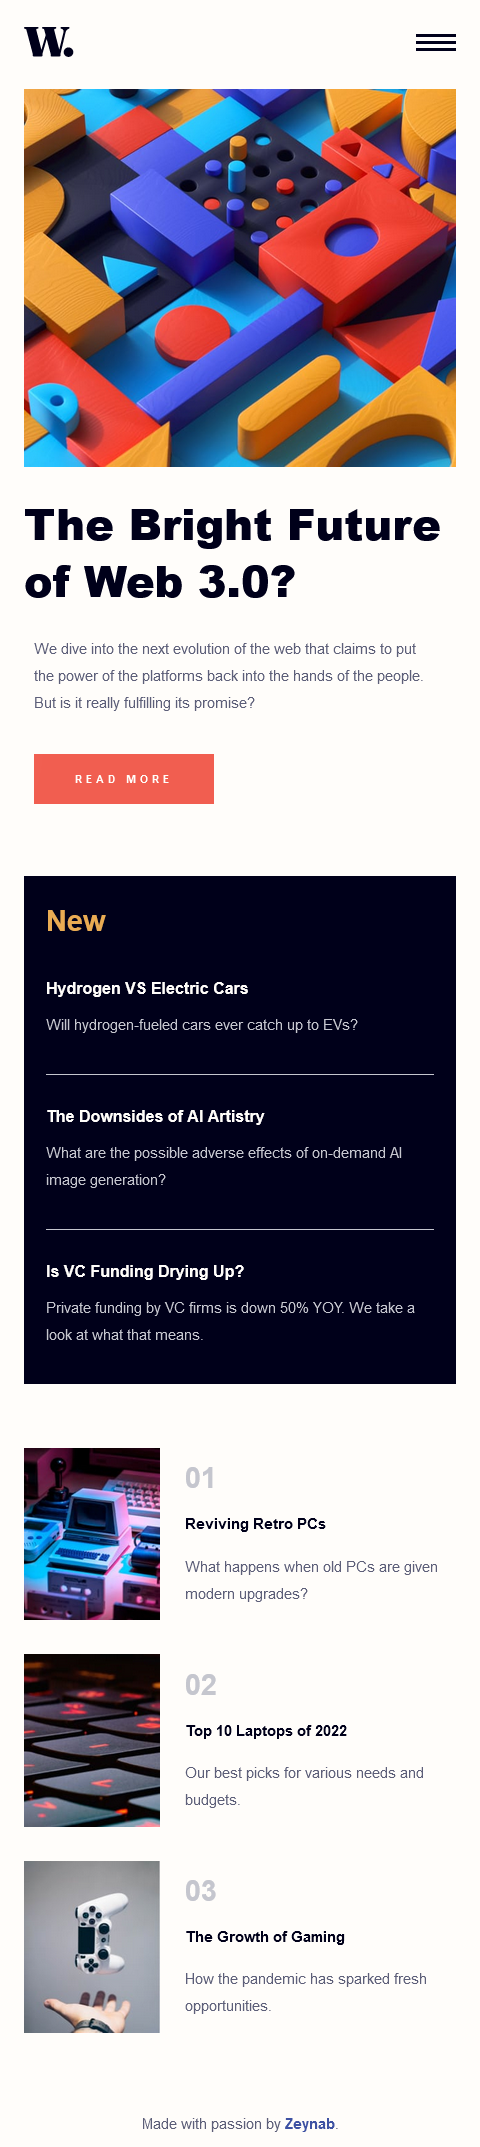 W.
The Bright Future
of Web 3.0?
We dive into the next evolution of the web that claims to put
the power of the platforms back into the hands of the people.
But is it really fulfilling its promise?
READ MORE
New
Hydrogen VS Electric Cars
Will hydrogen-fueled cars ever catch up to EVs?
The Downsides of AI Artistry
What are the possible adverse effects of on-demand AI
image generation?
Is VC Funding Drying Up?
Private funding by VC firms is down 50% YOY. We take a
look at what that means.
01
Reviving Retro PCs
What happens when old PCs are given
modern upgrades?
02
Top 10 Laptops of 2022
Our best picks for various needs and
budgets.
03
The Growth of Gaming
How the pandemic has sparked fresh
opportunities.
Made with passion by Zeynab.